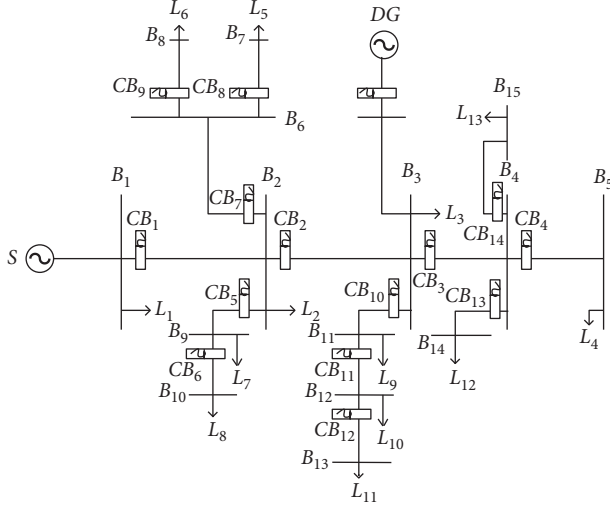 L6 L5 DG
B8 B7
CB9 CB8 B15
B6 L13
B1 B2 B3 B4 B5
CB7
CB1 CB2 L3 CB14 CB4
S
CB5 CB10 CB3 CB13
L1 L2 L4
B9 B11 B14
CB6 L7 CB11 L9 L12
B10 B12
L8 CB12 L10
B13
L11